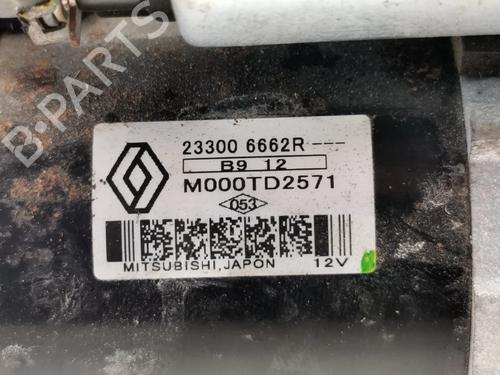 B-PARTS
23300 6662R---
B9 12
M000TD2571
053
MITSUBISHI,JAPON 12V